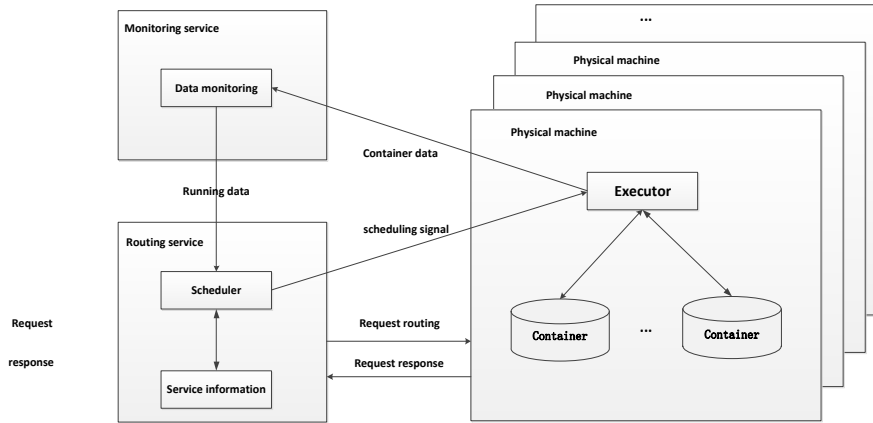 Monitoring service
Data monitoring
...
Physical machine
Physical machine
Physical machine
Container data
Executor
Running data
Routing service
scheduling signal
Scheduler
Request
response
Request routing
Request response
Service information
Container
...
Container